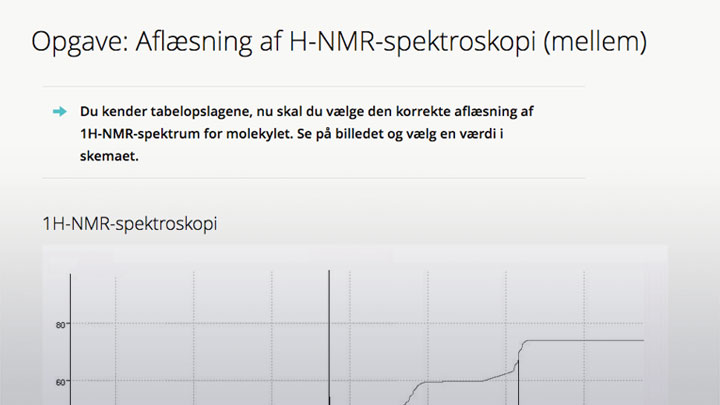 Opgave: Aflæsning af H-NMR-spektroskopi (mellem)
Du kender tabelopslagene, nu skal du vælge den korrekte aflæsning af
1H-NMR-spektrum for molekylet. Se på billedet og vælg en værdi i
skemaet.
1H-NMR-spektroskopi
80
60